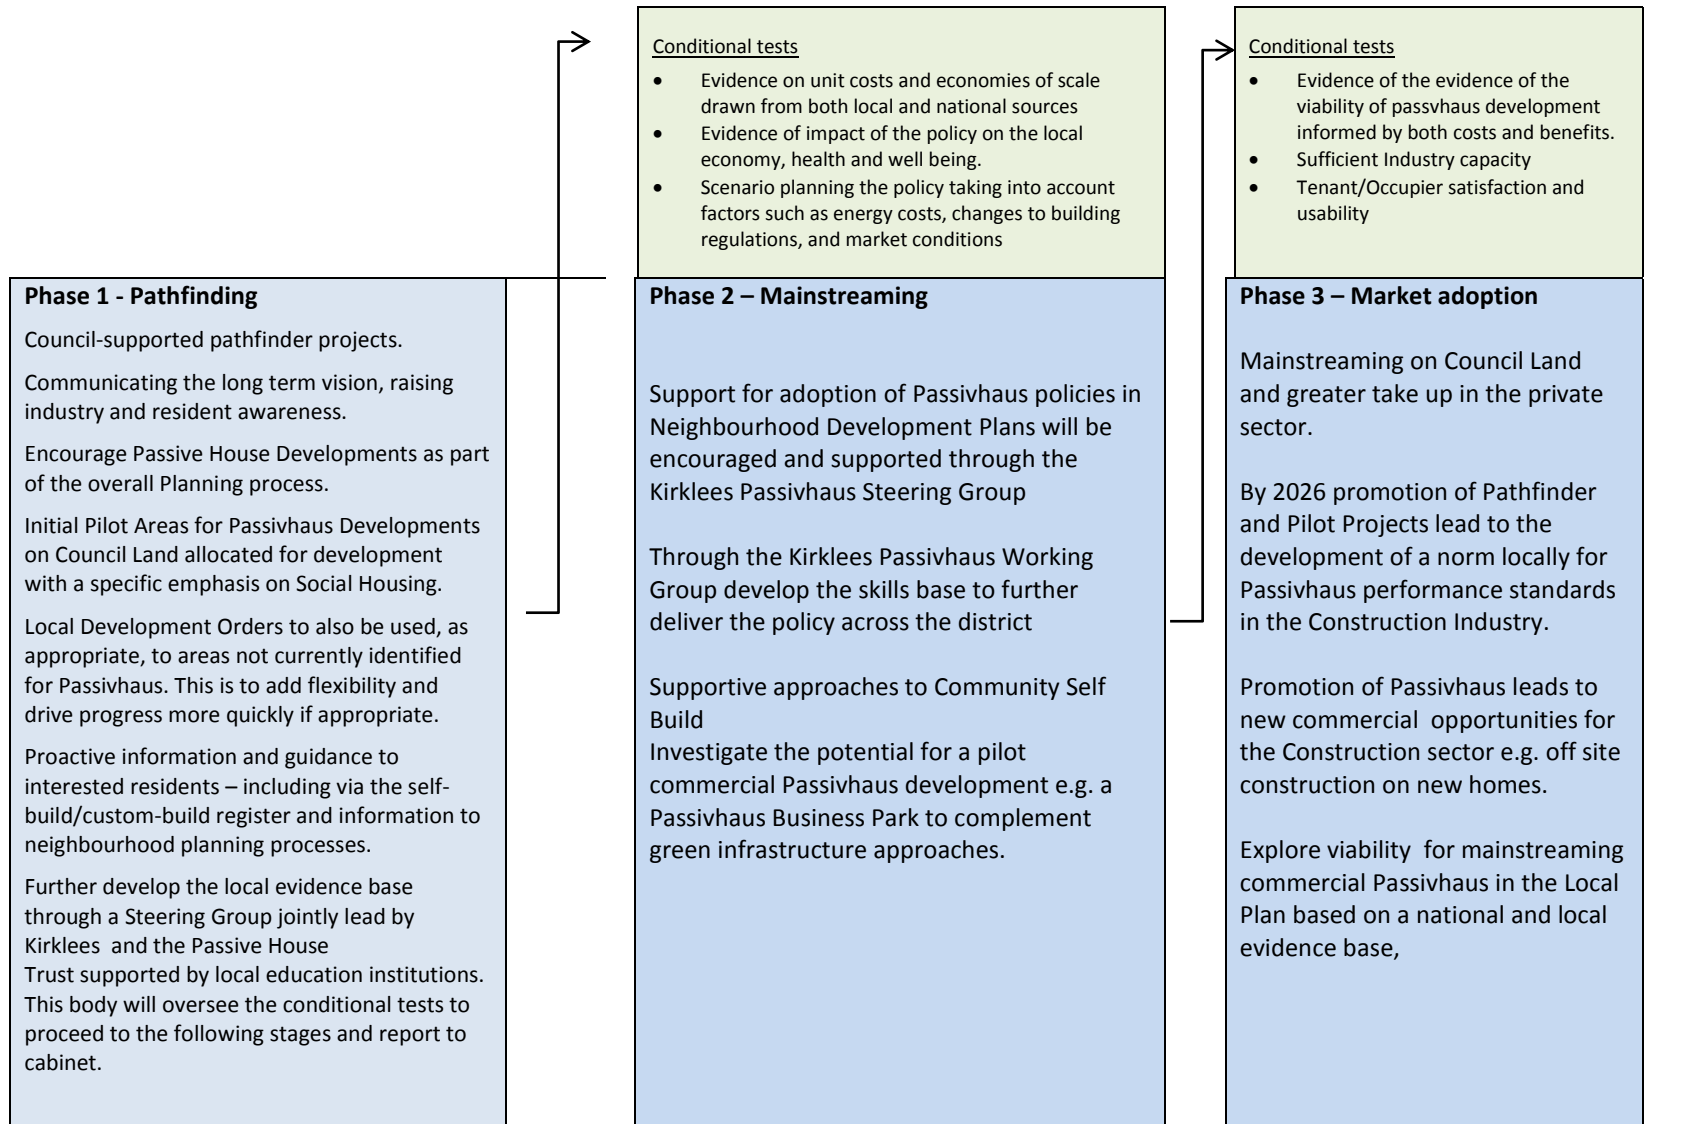 Phase 1 - Pathfinding
Council-supported pathfinder projects.
Communicating the long term vision, raising
industry and resident awareness.
Encourage Passive House Developments as part
of the overall Planning process.
Initial Pilot Areas for Passivhaus Developments
on Council Land allocated for development
with a specific emphasis on Social Housing.
Local Development Orders to also be used, as
appropriate, to areas not currently identified
for Passivhaus. This is to add flexibility and
drive progress more quickly if appropriate.
Proactive information and guidance to
interested residents – including via the self-
build/custom-build register and information to
neighbourhood planning processes.
Further develop the local evidence base
through a Steering Group jointly lead by
Kirklees and the Passive House
Trust supported by local education institutions.
This body will oversee the conditional tests to
proceed to the following stages and report to
cabinet.
Conditional tests
• Evidence on unit costs and economies of scale
drawn from both local and national sources
• Evidence of impact of the policy on the local
economy, health and well being.
• Scenario planning the policy taking into account
factors such as energy costs, changes to building
regulations, and market conditions
Phase 2 – Mainstreaming
Support for adoption of Passivhaus policies in
Neighbourhood Development Plans will be
encouraged and supported through the
Kirklees Passivhaus Steering Group
Through the Kirklees Passivhaus Working
Group develop the skills base to further
deliver the policy across the district
Supportive approaches to Community Self
Build
Investigate the potential for a pilot
commercial Passivhaus development e.g. a
Passivhaus Business Park to complement
green infrastructure approaches.
Conditional tests
• Evidence of the evidence of the
viability of passvhaus development
informed by both costs and benefits.
• Sufficient Industry capacity
• Tenant/Occupier satisfaction and
usability
Phase 3 – Market adoption
Mainstreaming on Council Land
and greater take up in the private
sector.
By 2026 promotion of Pathfinder
and Pilot Projects lead to the
development of a norm locally for
Passivhaus performance standards
in the Construction Industry.
Promotion of Passivhaus leads to
new commercial opportunities for
the Construction sector e.g. off site
construction on new homes.
Explore viability for mainstreaming
commercial Passivhaus in the Local
Plan based on a national and local
evidence base,